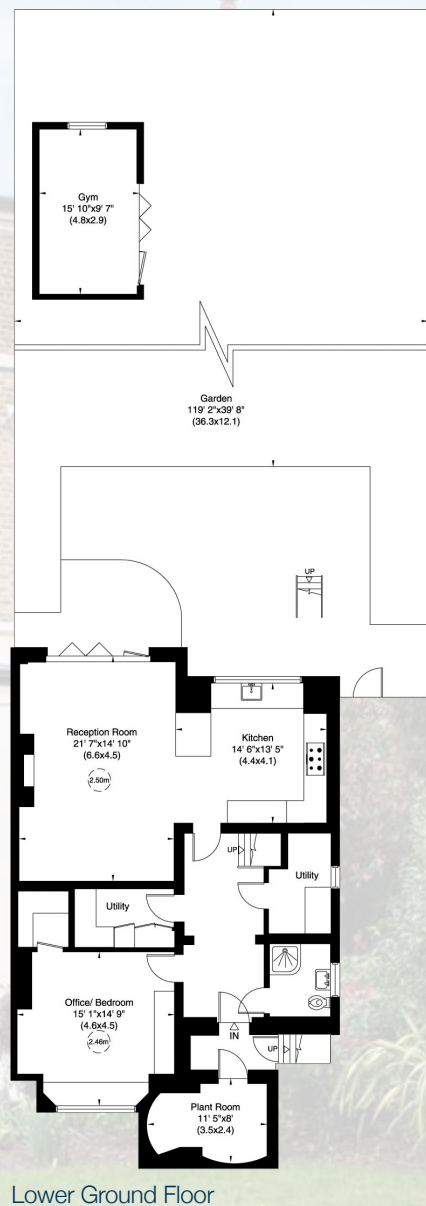 Gym
15' 10"x9' 7"
(4.8x2.9)
Garden
119' 2"x39' 8"
(36.3x12.1)
UP
Reception Room
21' 7"x14' 10"
(6.6x4.5)
2.50m
Kitchen
14' 6"x13' 5"
(4.4x4.1)
UP
Utility
Utility
Office/ Bedroom
15' 1"x14' 9"
(4.6x4.5)
2.46m
IN
UP
Plant Room
11' 5"x8'
(3.5x2.4)
Lower Ground Floor